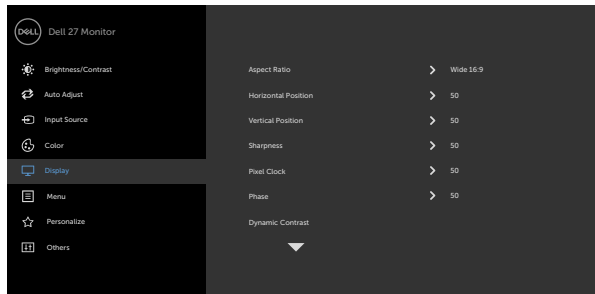 DELL Dell 27 Monitor
Brightness/Contrast
Auto Adjust
Input Source
Color
Display
Menu
Personalize
Others
Aspect Ratio Wide 16:9
Horizontal Position 50
Vertical Position 50
Sharpness 50
Pixel Clock 50
Phase 50
Dynamic Contrast